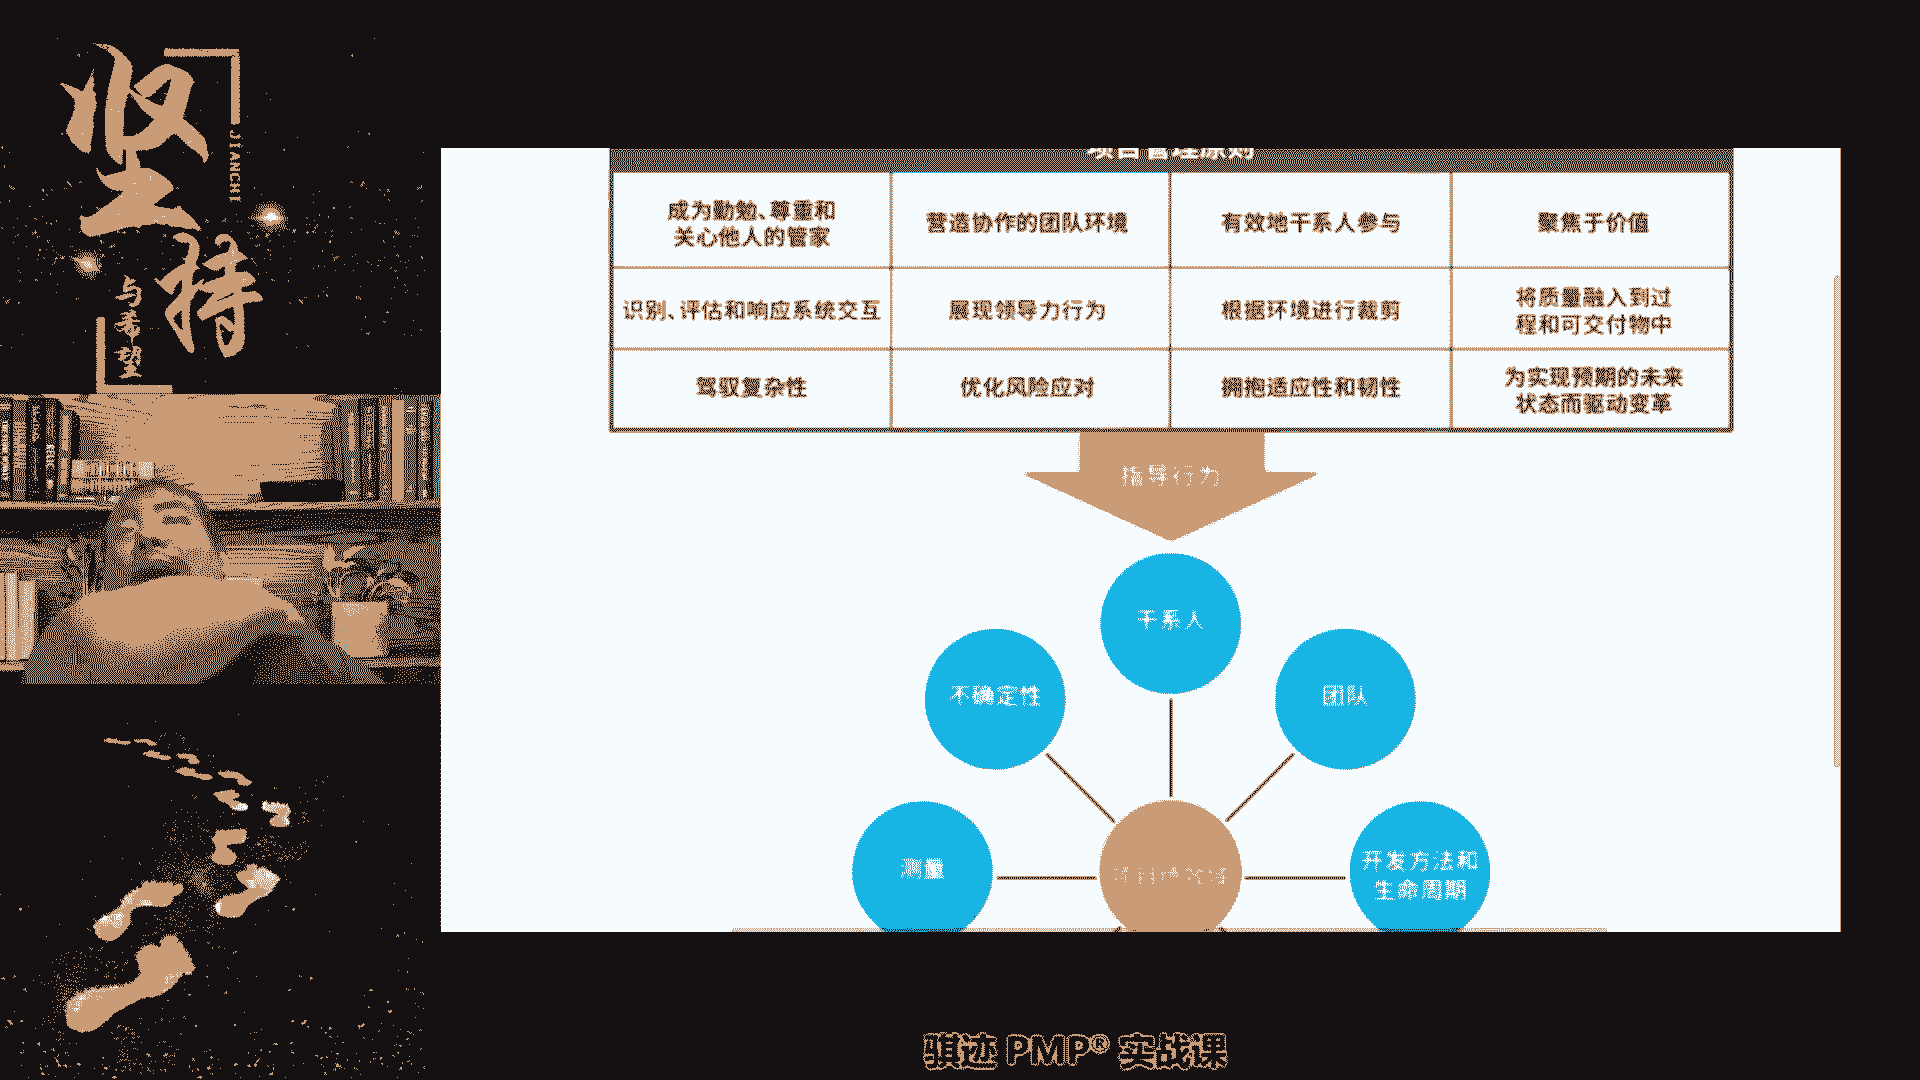 坚
持
JIANCHI
与希望
项目管理原则
成为勤勉、尊重和
关心他人的管家
营造协作的团队环境
有效地干系人参与
聚焦于价值
识别、评估和响应系统交互
展现领导力行为
根据环境进行裁剪
将质量融入到过
程和可交付物中
驾驭复杂性
优化风险应对
拥抱适应性和韧性
为实现预期的未来
状态而驱动变革
指导行为
干系人
不确定性
团队
测量
开发方法和
生命周期
骐迹 PMP® 实战课